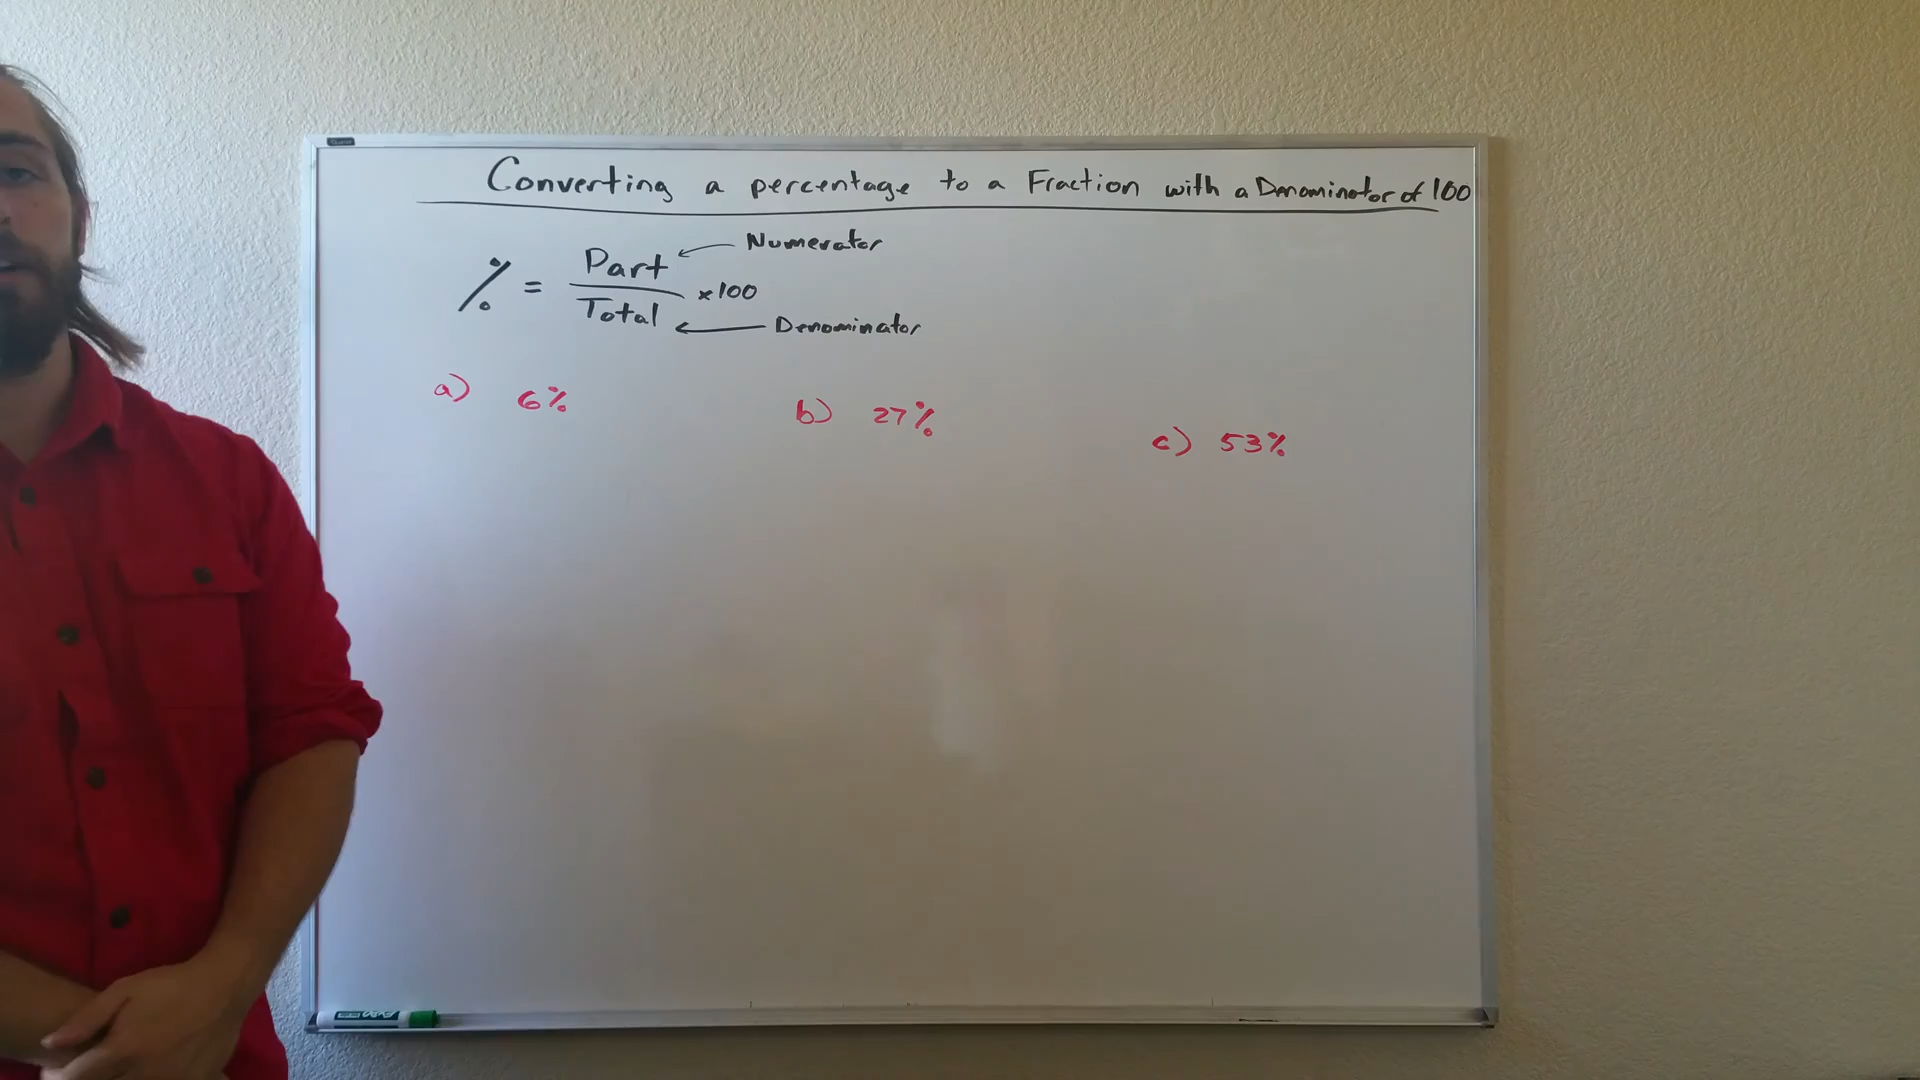 Converting a percentage to a Fraction with a Denominator of 100
% = Part / Total ×100
Numerator
Denominator
a) 6%
b) 27%
c) 53%